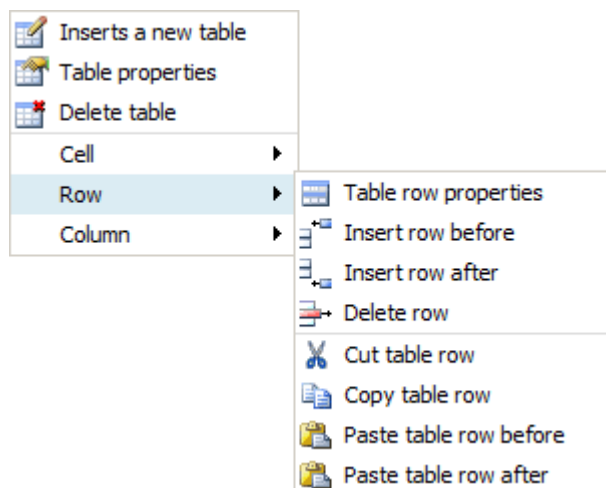 Inserts a new table
Table properties
Delete table
Cell
Row
Column
Table row properties
Insert row before
Insert row after
Delete row
Cut table row
Copy table row
Paste table row before
Paste table row after